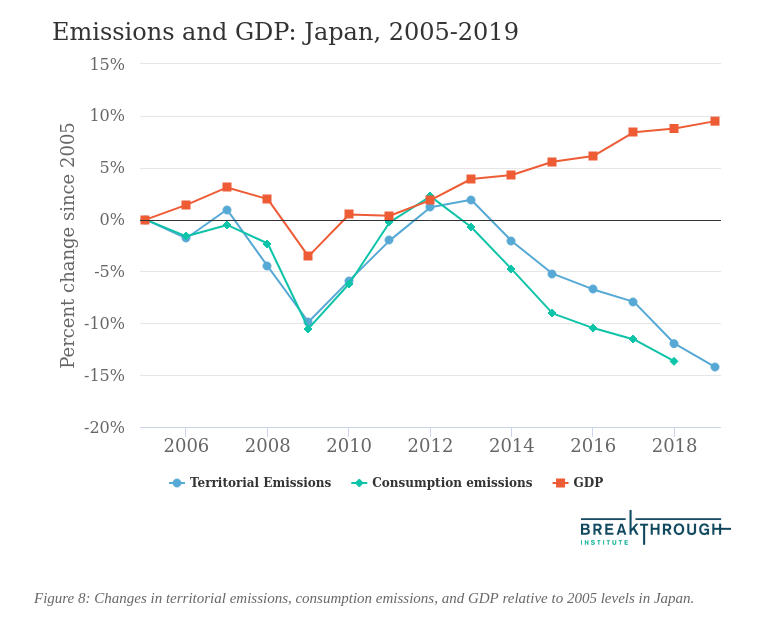 Emissions and GDP: Japan, 2005-2019
Percent change since 2005
15%
10%
5%
0%
-5%
-10%
-15%
-20%
2006 2008 2010 2012 2014 2016 2018
Territorial Emissions Consumption emissions GDP
BREAKTHROUGH
INSTITUTE
Figure 8: Changes in territorial emissions, consumption emissions, and GDP relative to 2005 levels in Japan.